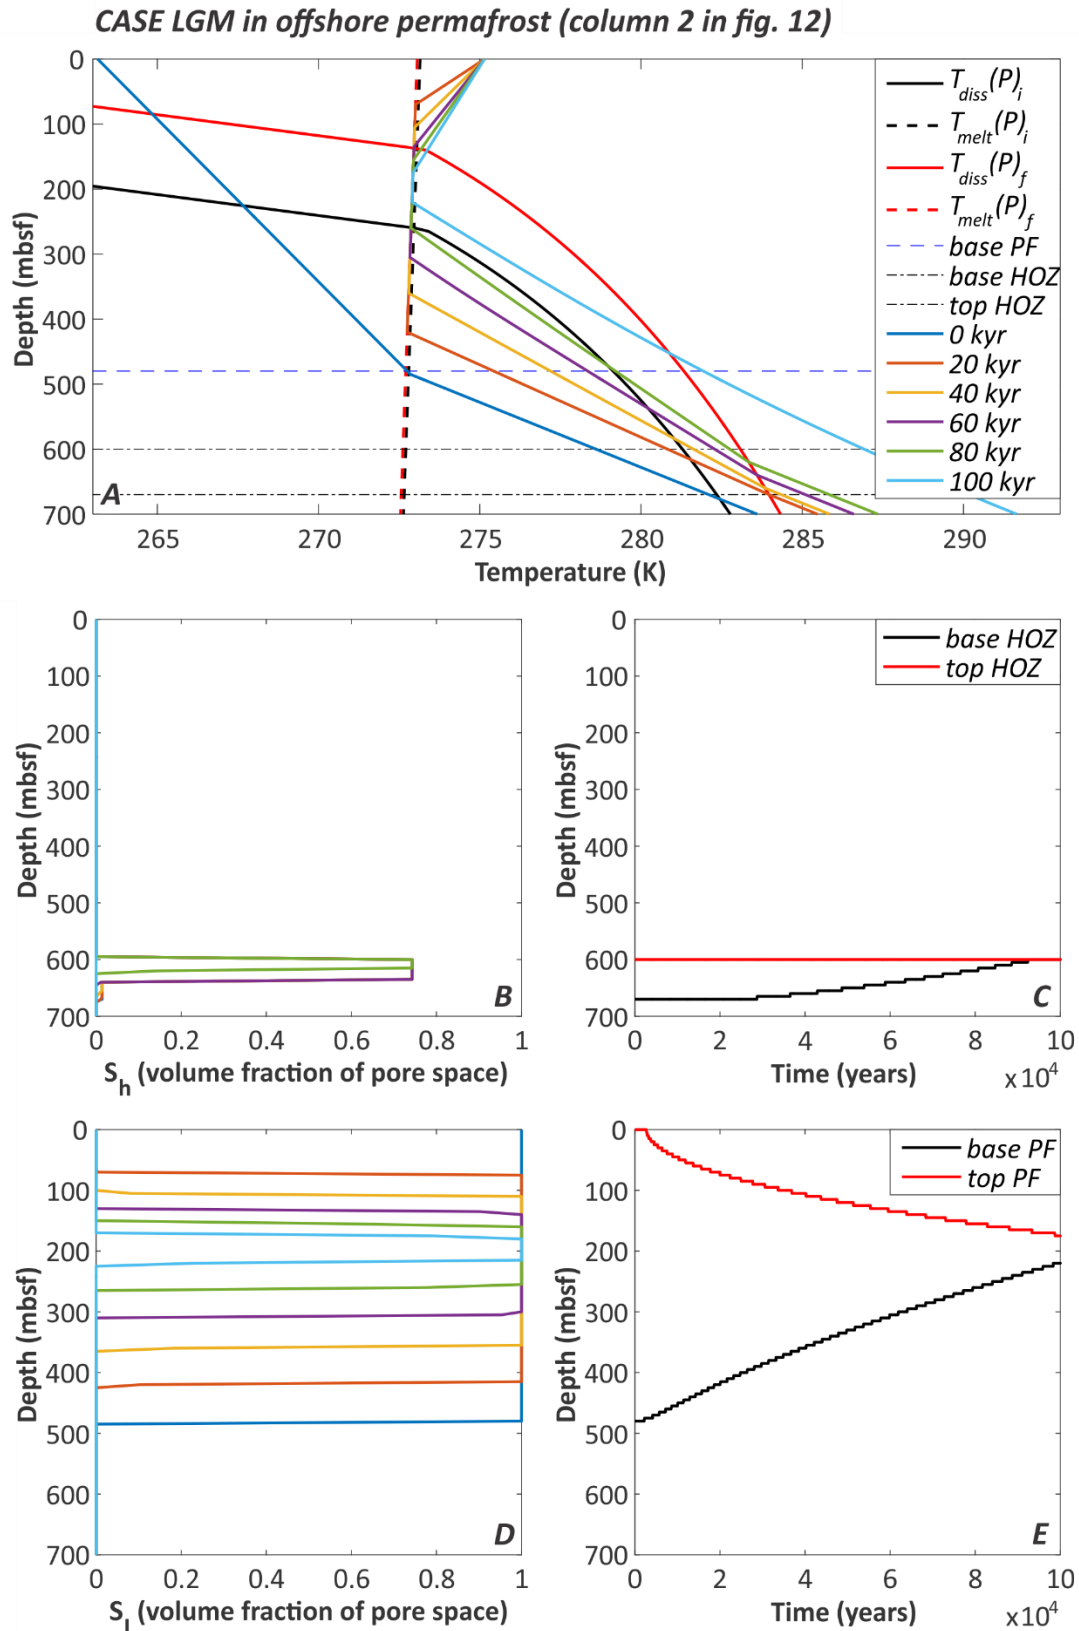 CASE LGM in offshore permafrost (column 2 in fig. 12)
0
100
200
300
400
500
600
700
Depth (mbsf)
265 270 275 280 285 290
Temperature (K)
A
T_diss(P)_i
T_melt(P)_i
T_diss(P)_f
T_melt(P)_f
base PF
base HOZ
top HOZ
0 kyr
20 kyr
40 kyr
60 kyr
80 kyr
100 kyr
0
100
200
300
400
500
600
700
Depth (mbsf)
0 0.2 0.4 0.6 0.8 1
S_h (volume fraction of pore space)
B
0
100
200
300
400
500
600
700
Depth (mbsf)
0 2 4 6 8 10
Time (years) x10^4
base HOZ
top HOZ
C
0
100
200
300
400
500
600
700
Depth (mbsf)
0 0.2 0.4 0.6 0.8 1
S_I (volume fraction of pore space)
D
0
100
200
300
400
500
600
700
Depth (mbsf)
0 2 4 6 8 10
Time (years) x10^4
base PF
top PF
E